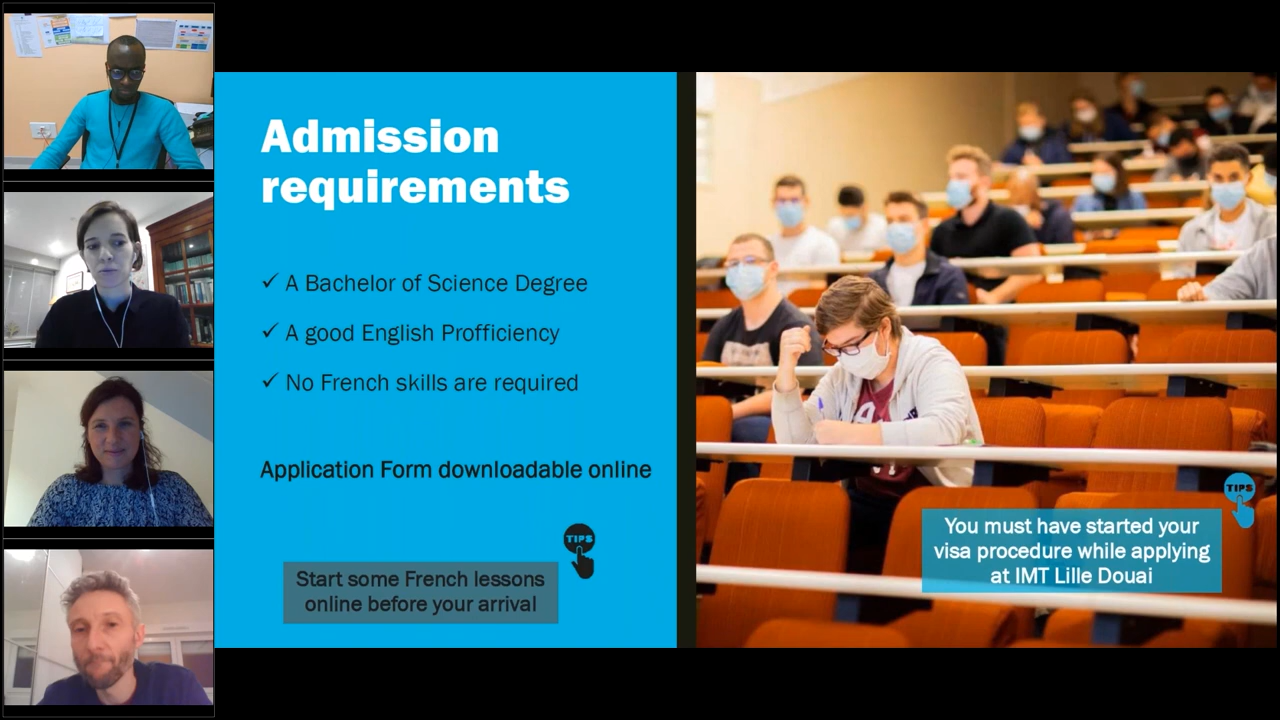 Admission
requirements
✓ A Bachelor of Science Degree
✓ A good English Profficiency
✓ No French skills are required
Application Form downloadable online
TIPS
Start some French lessons
online before your arrival
TIPS
You must have started your
visa procedure while applying
at IMT Lille Douai